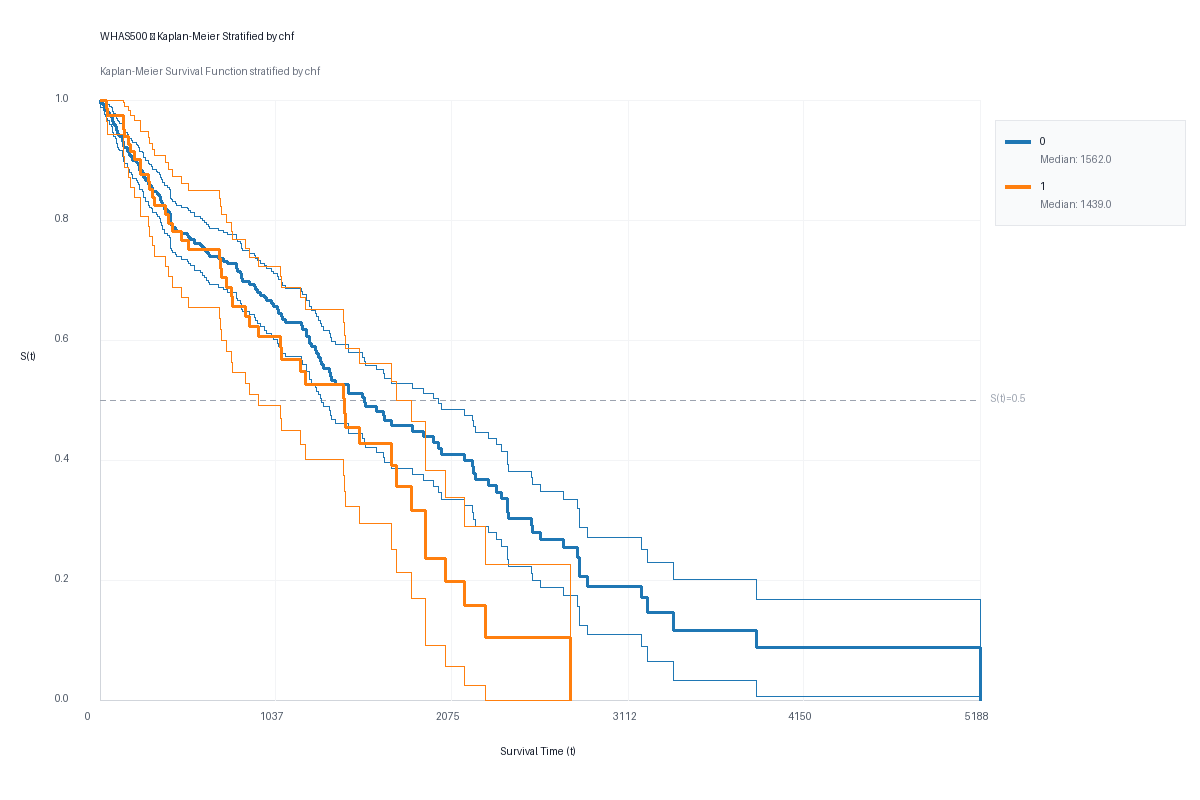 WHAS500 ▯ Kaplan-Meier Stratified by chf
Kaplan-Meier Survival Function stratified by chf
1.0
0
Median: 1562.0
1
Median: 1439.0
0.8
0.6
S(t)
S(t)=0.5
0.4
0.2
0.0
0 1037 2075 3112 4150 5188
Survival Time (t)